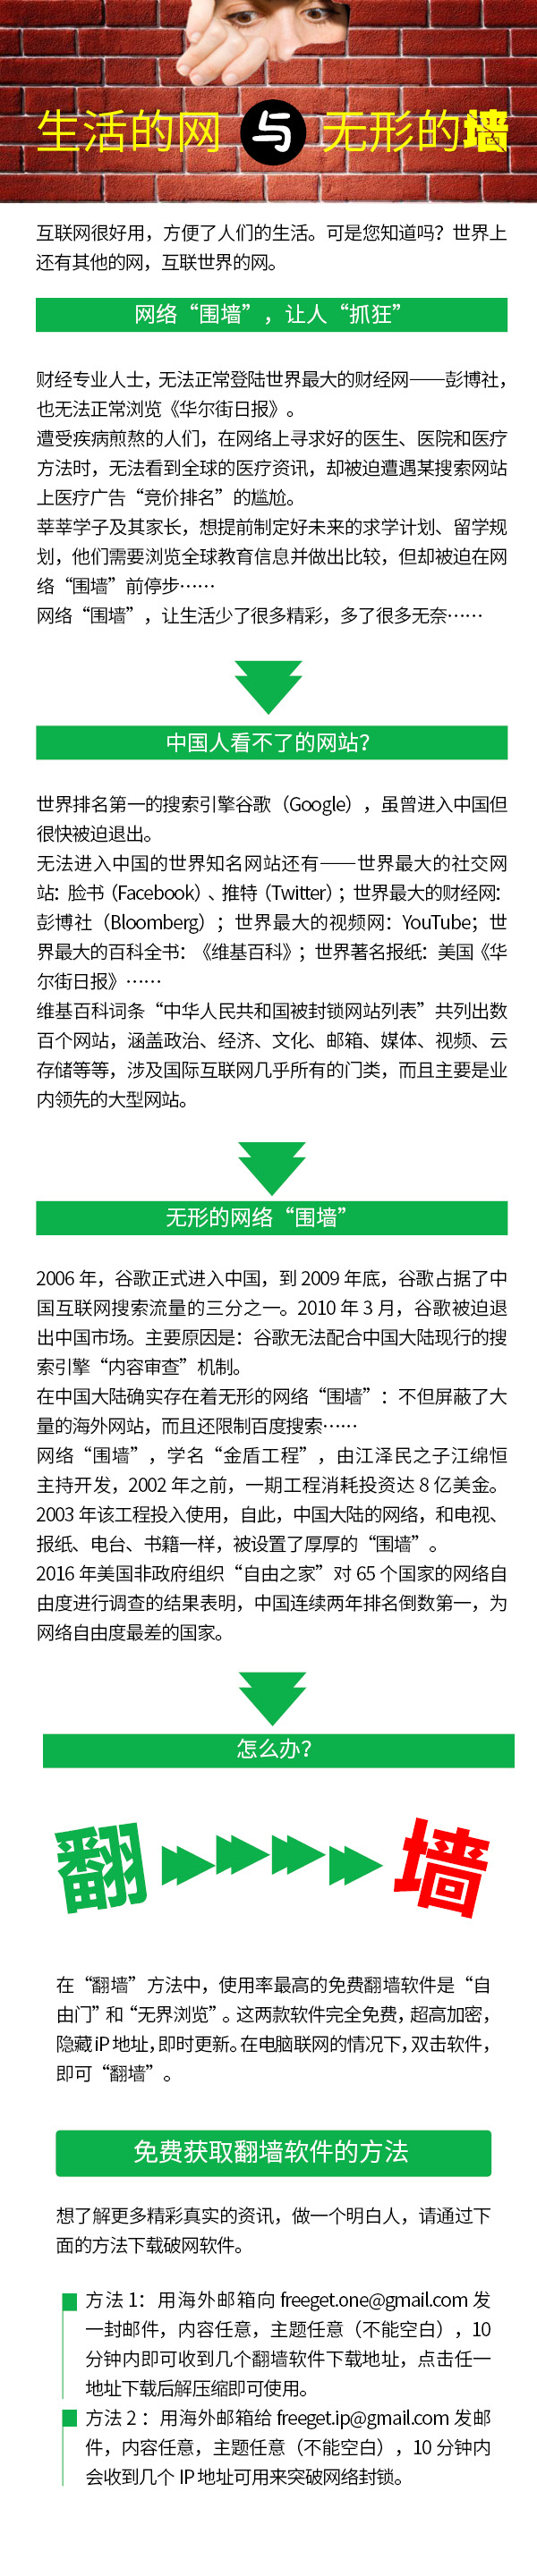 生活的网 与 无形的墙
互联网很好用，方便了人们的生活。可是您知道吗？世界上
还有其他的网，互联世界的网。
网络“围墙”，让人“抓狂”
财经专业人士，无法正常登陆世界最大的财经网——彭博社，
也无法正常浏览《华尔街日报》。
遭受疾病煎熬的人们，在网络上寻求好的医生、医院和医疗
方法时，无法看到全球的医疗资讯，却被迫遭遇某搜索网站
上医疗广告“竞价排名”的尴尬。
莘莘学子及其家长，想提前制定好未来的求学计划、留学规
划，他们需要浏览全球教育信息并做出比较，但却被迫在网
络“围墙”前停步……
网络“围墙”，让生活少了很多精彩，多了很多无奈……
中国人看不了的网站？
世界排名第一的搜索引擎谷歌（Google），虽曾进入中国但
很快被迫退出。
无法进入中国的世界知名网站还有——世界最大的社交网
站：脸书（Facebook）、推特（Twitter）；世界最大的财经网：
彭博社（Bloomberg）；世界最大的视频网：YouTube；世
界最大的百科全书：《维基百科》；世界著名报纸：美国《华
尔街日报》……
维基百科词条“中华人民共和国被封锁网站列表”共列出数
百个网站，涵盖政治、经济、文化、邮箱、媒体、视频、云
存储等等，涉及国际互联网几乎所有的门类，而且主要是业
内领先的大型网站。
无形的网络“围墙”
2006 年，谷歌正式进入中国，到 2009 年底，谷歌占据了中
国互联网搜索流量的三分之一。2010 年 3 月，谷歌被迫退
出中国市场。主要原因是：谷歌无法配合中国大陆现行的搜
索引擎“内容审查”机制。
在中国大陆确实存在着无形的网络“围墙”：不但屏蔽了大
量的海外网站，而且还限制百度搜索……
网络“围墙”，学名“金盾工程”，由江泽民之子江绵恒
主持开发，2002 年之前，一期工程消耗投资达 8 亿美金。
2003 年该工程投入使用，自此，中国大陆的网络，和电视、
报纸、电台、书籍一样，被设置了厚厚的“围墙”。
2016 年美国非政府组织“自由之家”对 65 个国家的网络自
由度进行调查的结果表明，中国连续两年排名倒数第一，为
网络自由度最差的国家。
怎么办？
翻 墙
在“翻墙”方法中，使用率最高的免费翻墙软件是“自
由门”和“无界浏览”。这两款软件完全免费，超高加密，
隐藏iP地址，即时更新。在电脑联网的情况下，双击软件，
即可“翻墙”。
免费获取翻墙软件的方法
想了解更多精彩真实的资讯，做一个明白人，请通过下
面的方法下载破网软件。
方法 1：用海外邮箱向 freeget.one@gmail.com 发
一封邮件，内容任意，主题任意（不能空白），10
分钟内即可收到几个翻墙软件下载地址，点击任一
地址下载后解压缩即可使用。
方法 2：用海外邮箱给 freeget.ip@gmail.com 发邮
件，内容任意，主题任意（不能空白），10 分钟内
会收到几个 IP 地址可用来突破网络封锁。